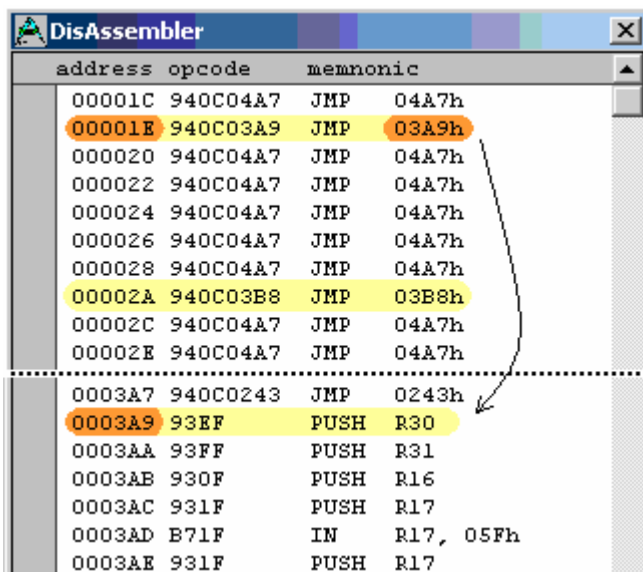 DisAssembler
address opcode memnonic
00001C 940C04A7 JMP 04A7h
00001E 940C03A9 JMP 03A9h
000020 940C04A7 JMP 04A7h
000022 940C04A7 JMP 04A7h
000024 940C04A7 JMP 04A7h
000026 940C04A7 JMP 04A7h
000028 940C04A7 JMP 04A7h
00002A 940C03B8 JMP 03B8h
00002C 940C04A7 JMP 04A7h
00002E 940C04A7 JMP 04A7h
0003A7 940C0243 JMP 0243h
0003A9 93EF PUSH R30
0003AA 93FF PUSH R31
0003AB 930F PUSH R16
0003AC 931F PUSH R17
0003AD B71F IN R17, 05Fh
0003AE 931F PUSH R17